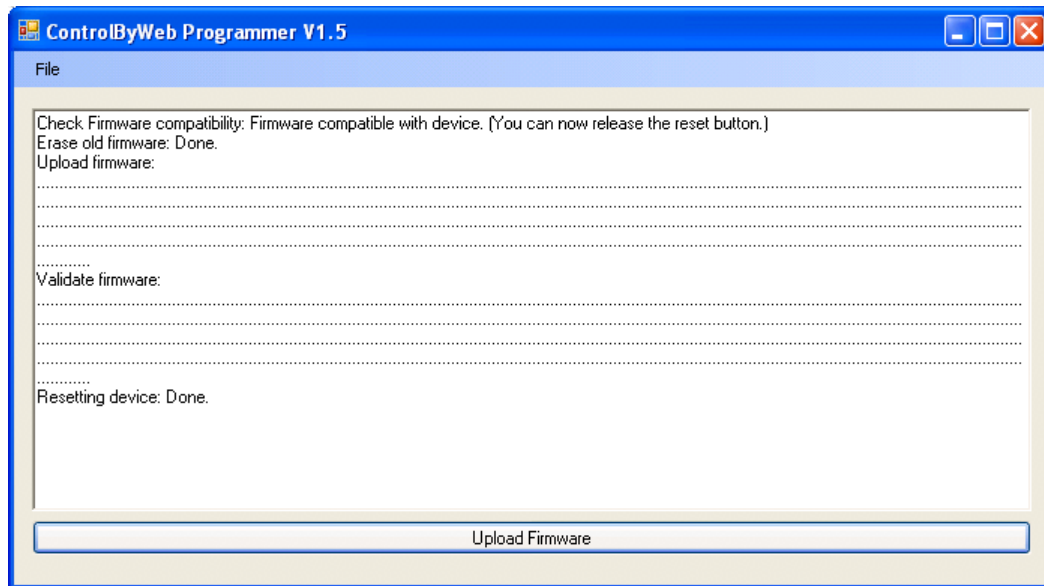 ControlByWeb Programmer V1.5
File
Check Firmware compatibility: Firmware compatible with device. (You can now release the reset button.)
Erase old firmware: Done.
Upload firmware:
Validate firmware:
Resetting device: Done.
Upload Firmware